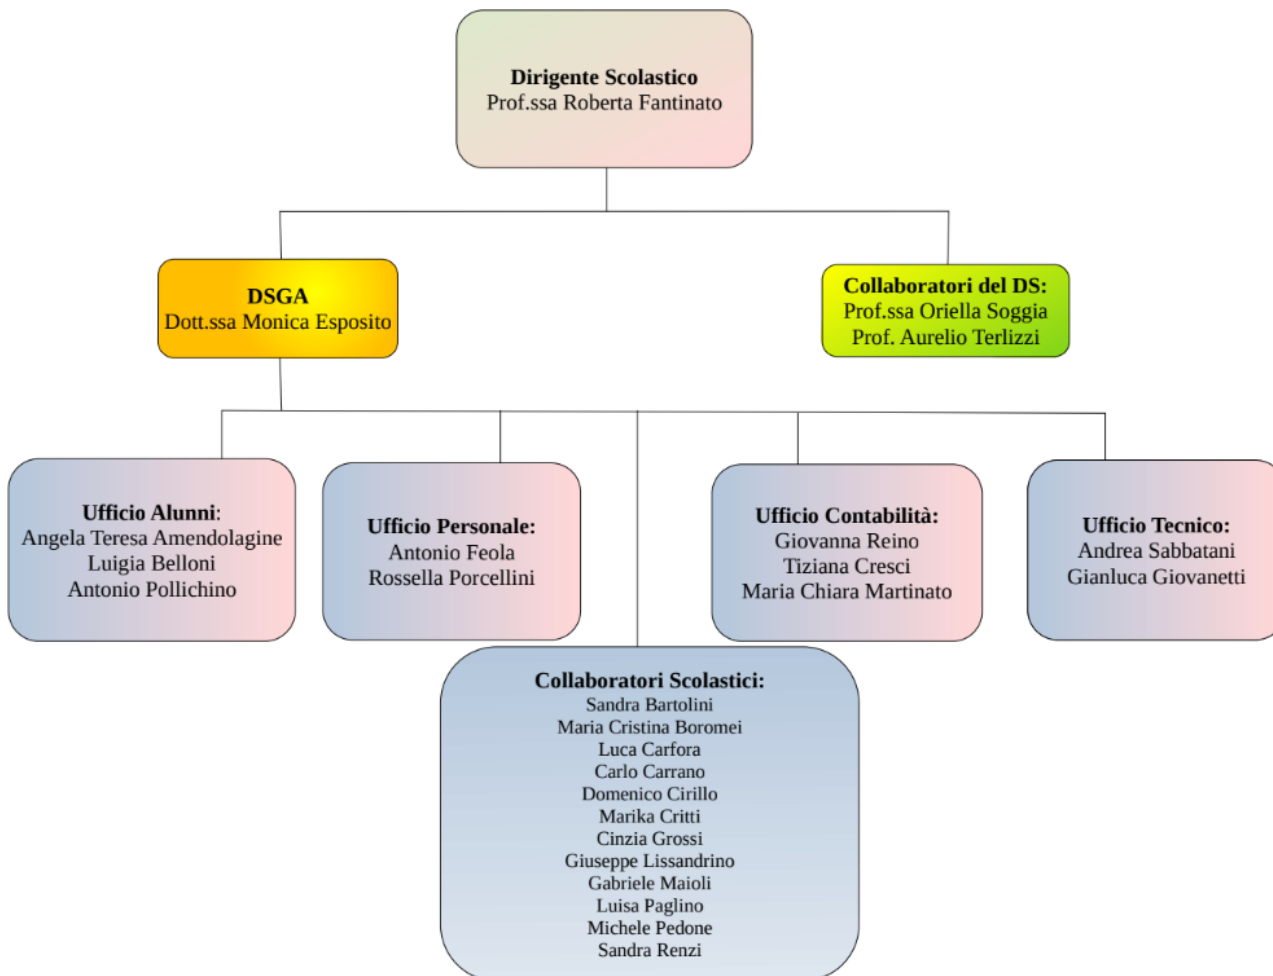 Dirigente Scolastico
Prof.ssa Roberta Fantinato
DSGA
Dott.ssa Monica Esposito
Collaboratori del DS:
Prof.ssa Oriella Soggia
Prof. Aurelio Terlizzi
Ufficio Alunni:
Angela Teresa Amendolagine
Luigia Belloni
Antonio Pollichino
Ufficio Personale:
Antonio Feola
Rossella Porcellini
Ufficio Contabilità:
Giovanna Reino
Tiziana Cresci
Maria Chiara Martinato
Ufficio Tecnico:
Andrea Sabbatani
Gianluca Giovanetti
Collaboratori Scolastici:
Sandra Bartolini
Maria Cristina Boromei
Luca Carfora
Carlo Carrano
Domenico Cirillo
Marika Critti
Cinzia Grossi
Giuseppe Lissandrino
Gabriele Maioli
Luisa Paglino
Michele Pedone
Sandra Renzi